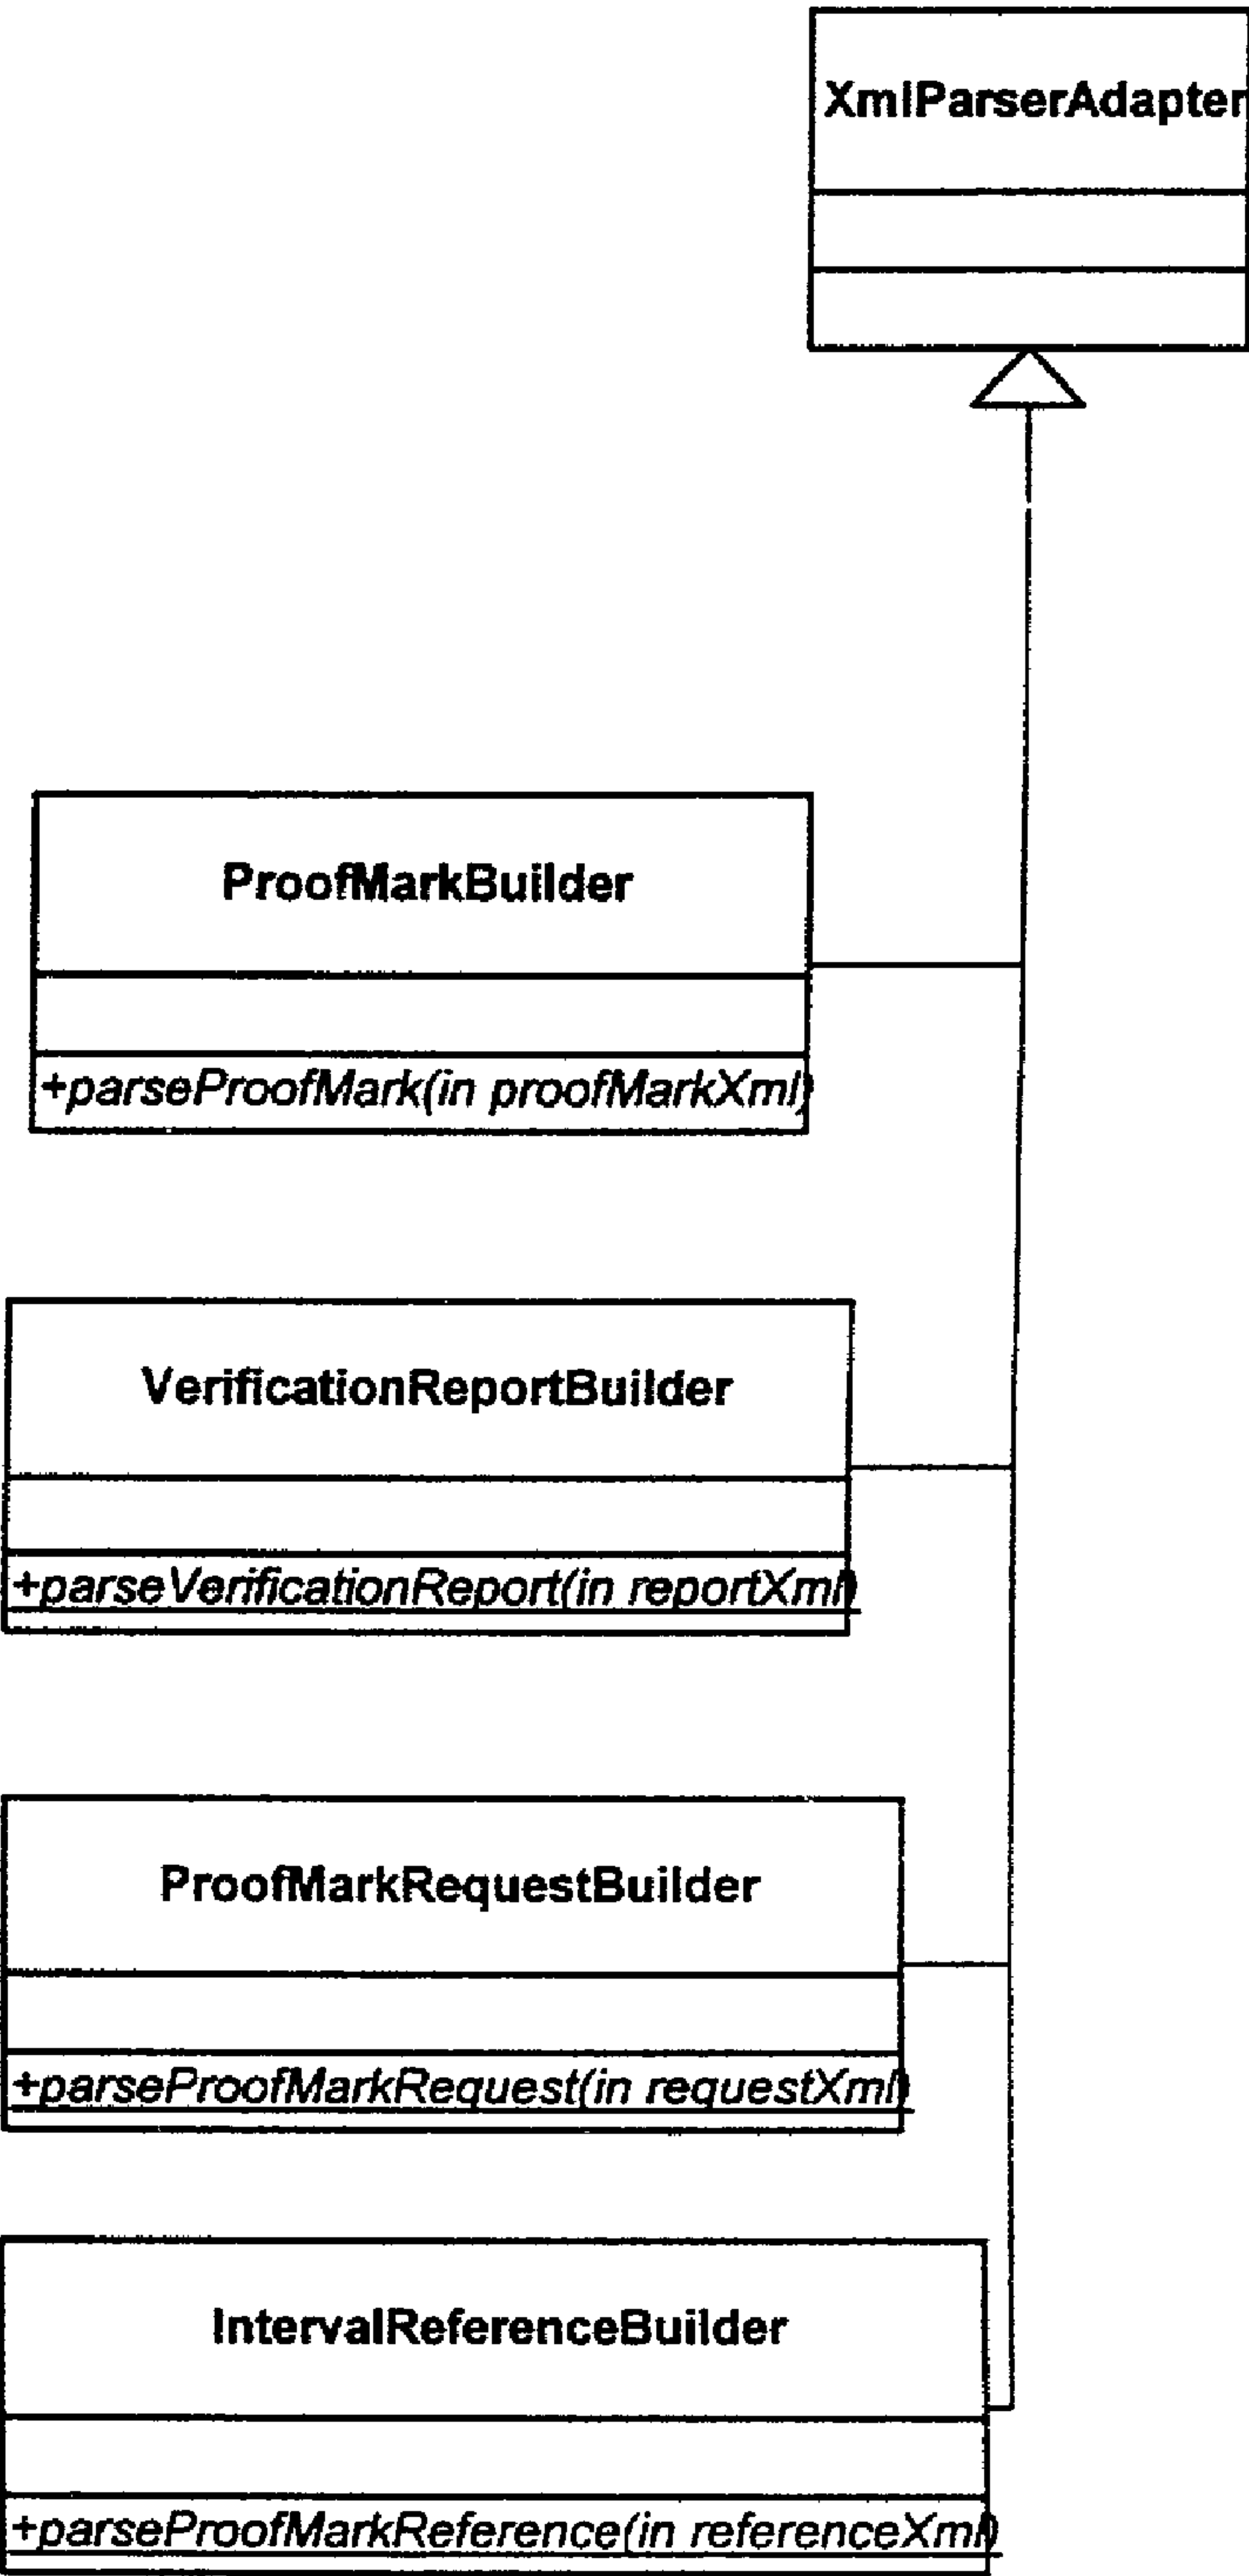 XmlParserAdapter
ProofMarkBuilder
+parseProofMark(in proofMarkXml)
VerificationReportBuilder
+parseVerificationReport(in reportXml)
ProofMarkRequestBuilder
+parseProofMarkRequest(in requestXml)
IntervalReferenceBuilder
+parseProofMarkReference(in referenceXml)